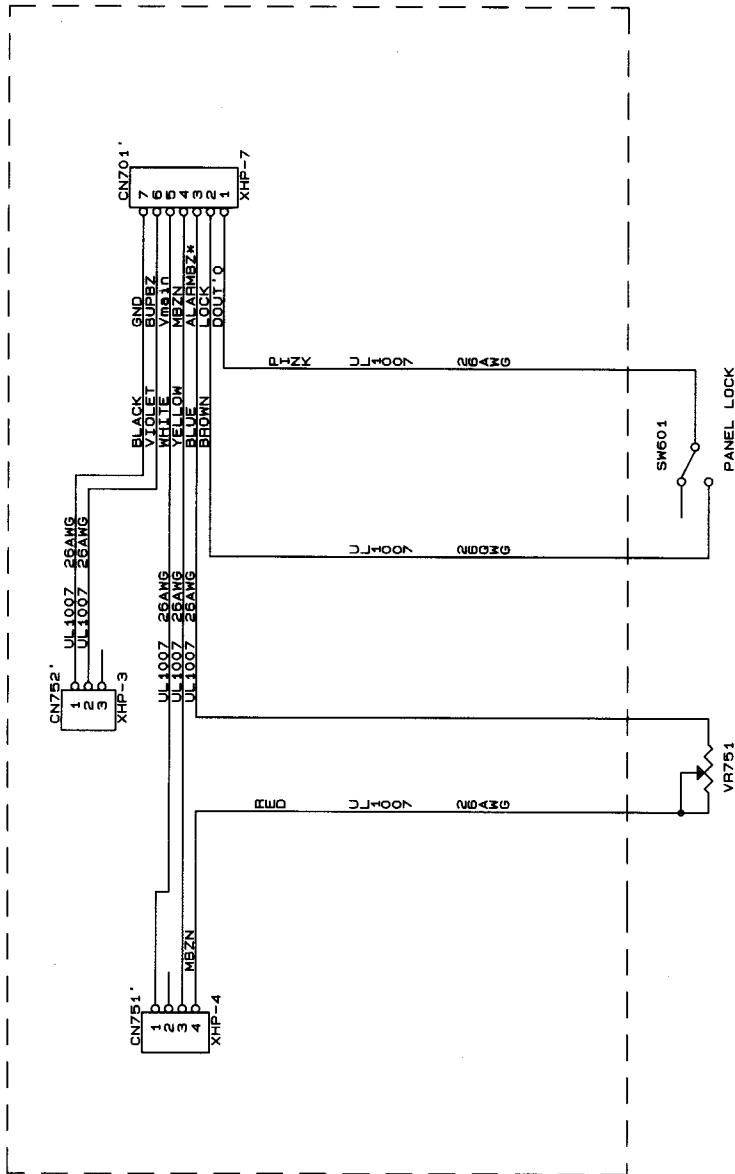 CN701'
7
6
5
4
3
2
1
XHP-7
GND
BUPBZ
Vmain
MBZN
ALARMBZ*
LOCK
DOUT'0
BLACK
VIOLET
WHITE
YELLOW
BLUE
BROWN
PINK UL1007 26AWG
UL1007 26AWG
UL1007 26AWG
CN752'
1
2
3
XHP-3
UL1007 26AWG
UL1007 26AWG
UL1007 26AWG
UL1007 26GWG
SW601
PANEL LOCK
RED UL1007 26AWG
VR751
MBZN
CN751'
1
2
3
4
XHP-4